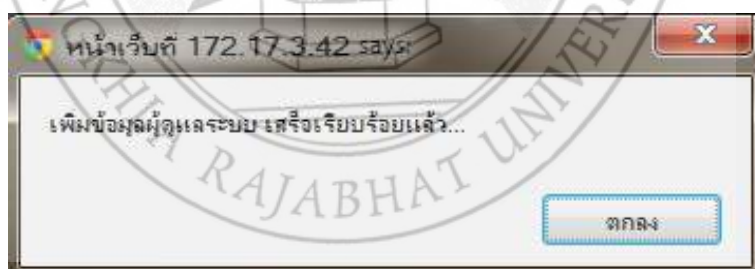 หน้าเว็บที่ 172.17.3.42 says:
เพิ่มข้อมูลผู้ดูแลระบบ เสร็จเรียบร้อยแล้ว...
RAJABHAT UNIVER
ตกลง